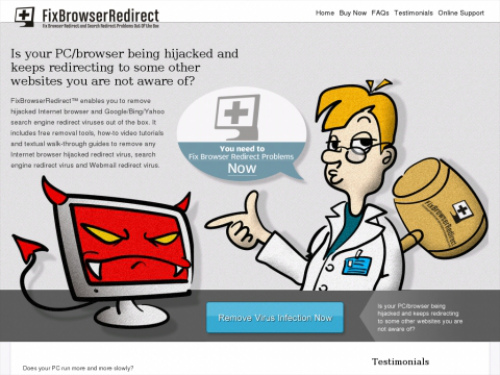 FixBrowserRedirect
Fix Browser Redirect and Search Redirect Problems Out Of the Box
Home Buy Now FAQs Testimonials Online Support
Is your PC/browser being hijacked and
keeps redirecting to some other
websites you are not aware of?
FixBrowserRedirect™ enables you to remove
hijacked Internet browser and Google/Bing/Yahoo
search engine redirect viruses out of the box. It
includes free removal tools, how-to video tutorials
and textual walk-through guides to remove any
Internet browser hijacked redirect virus, search
engine redirect virus and Webmail redirect virus.
You need to
Fix Browser Redirect Problems
Now
FixBrowserRedirect
Remove Virus Infection Now
Is your PC/browser being
hijacked and keeps redirecting
to some other websites you are
not aware of?
Testimonials
Does your PC run more and more slowly?